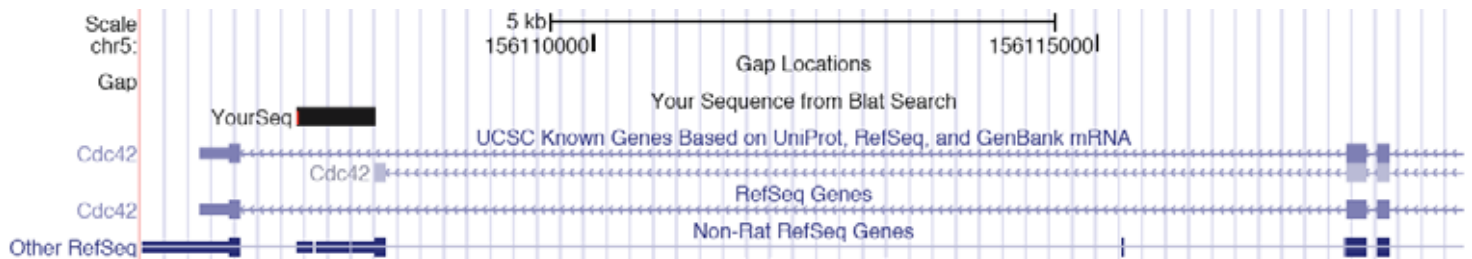 Scale 5 kb
chr5: 156110000 156115000
Gap Locations
Gap
Your Sequence from Blat Search
YourSeq
UCSC Known Genes Based on UniProt, RefSeq, and GenBank mRNA
Cdc42
Cdc42
RefSeq Genes
Cdc42
Non-Rat RefSeq Genes
Other RefSeq